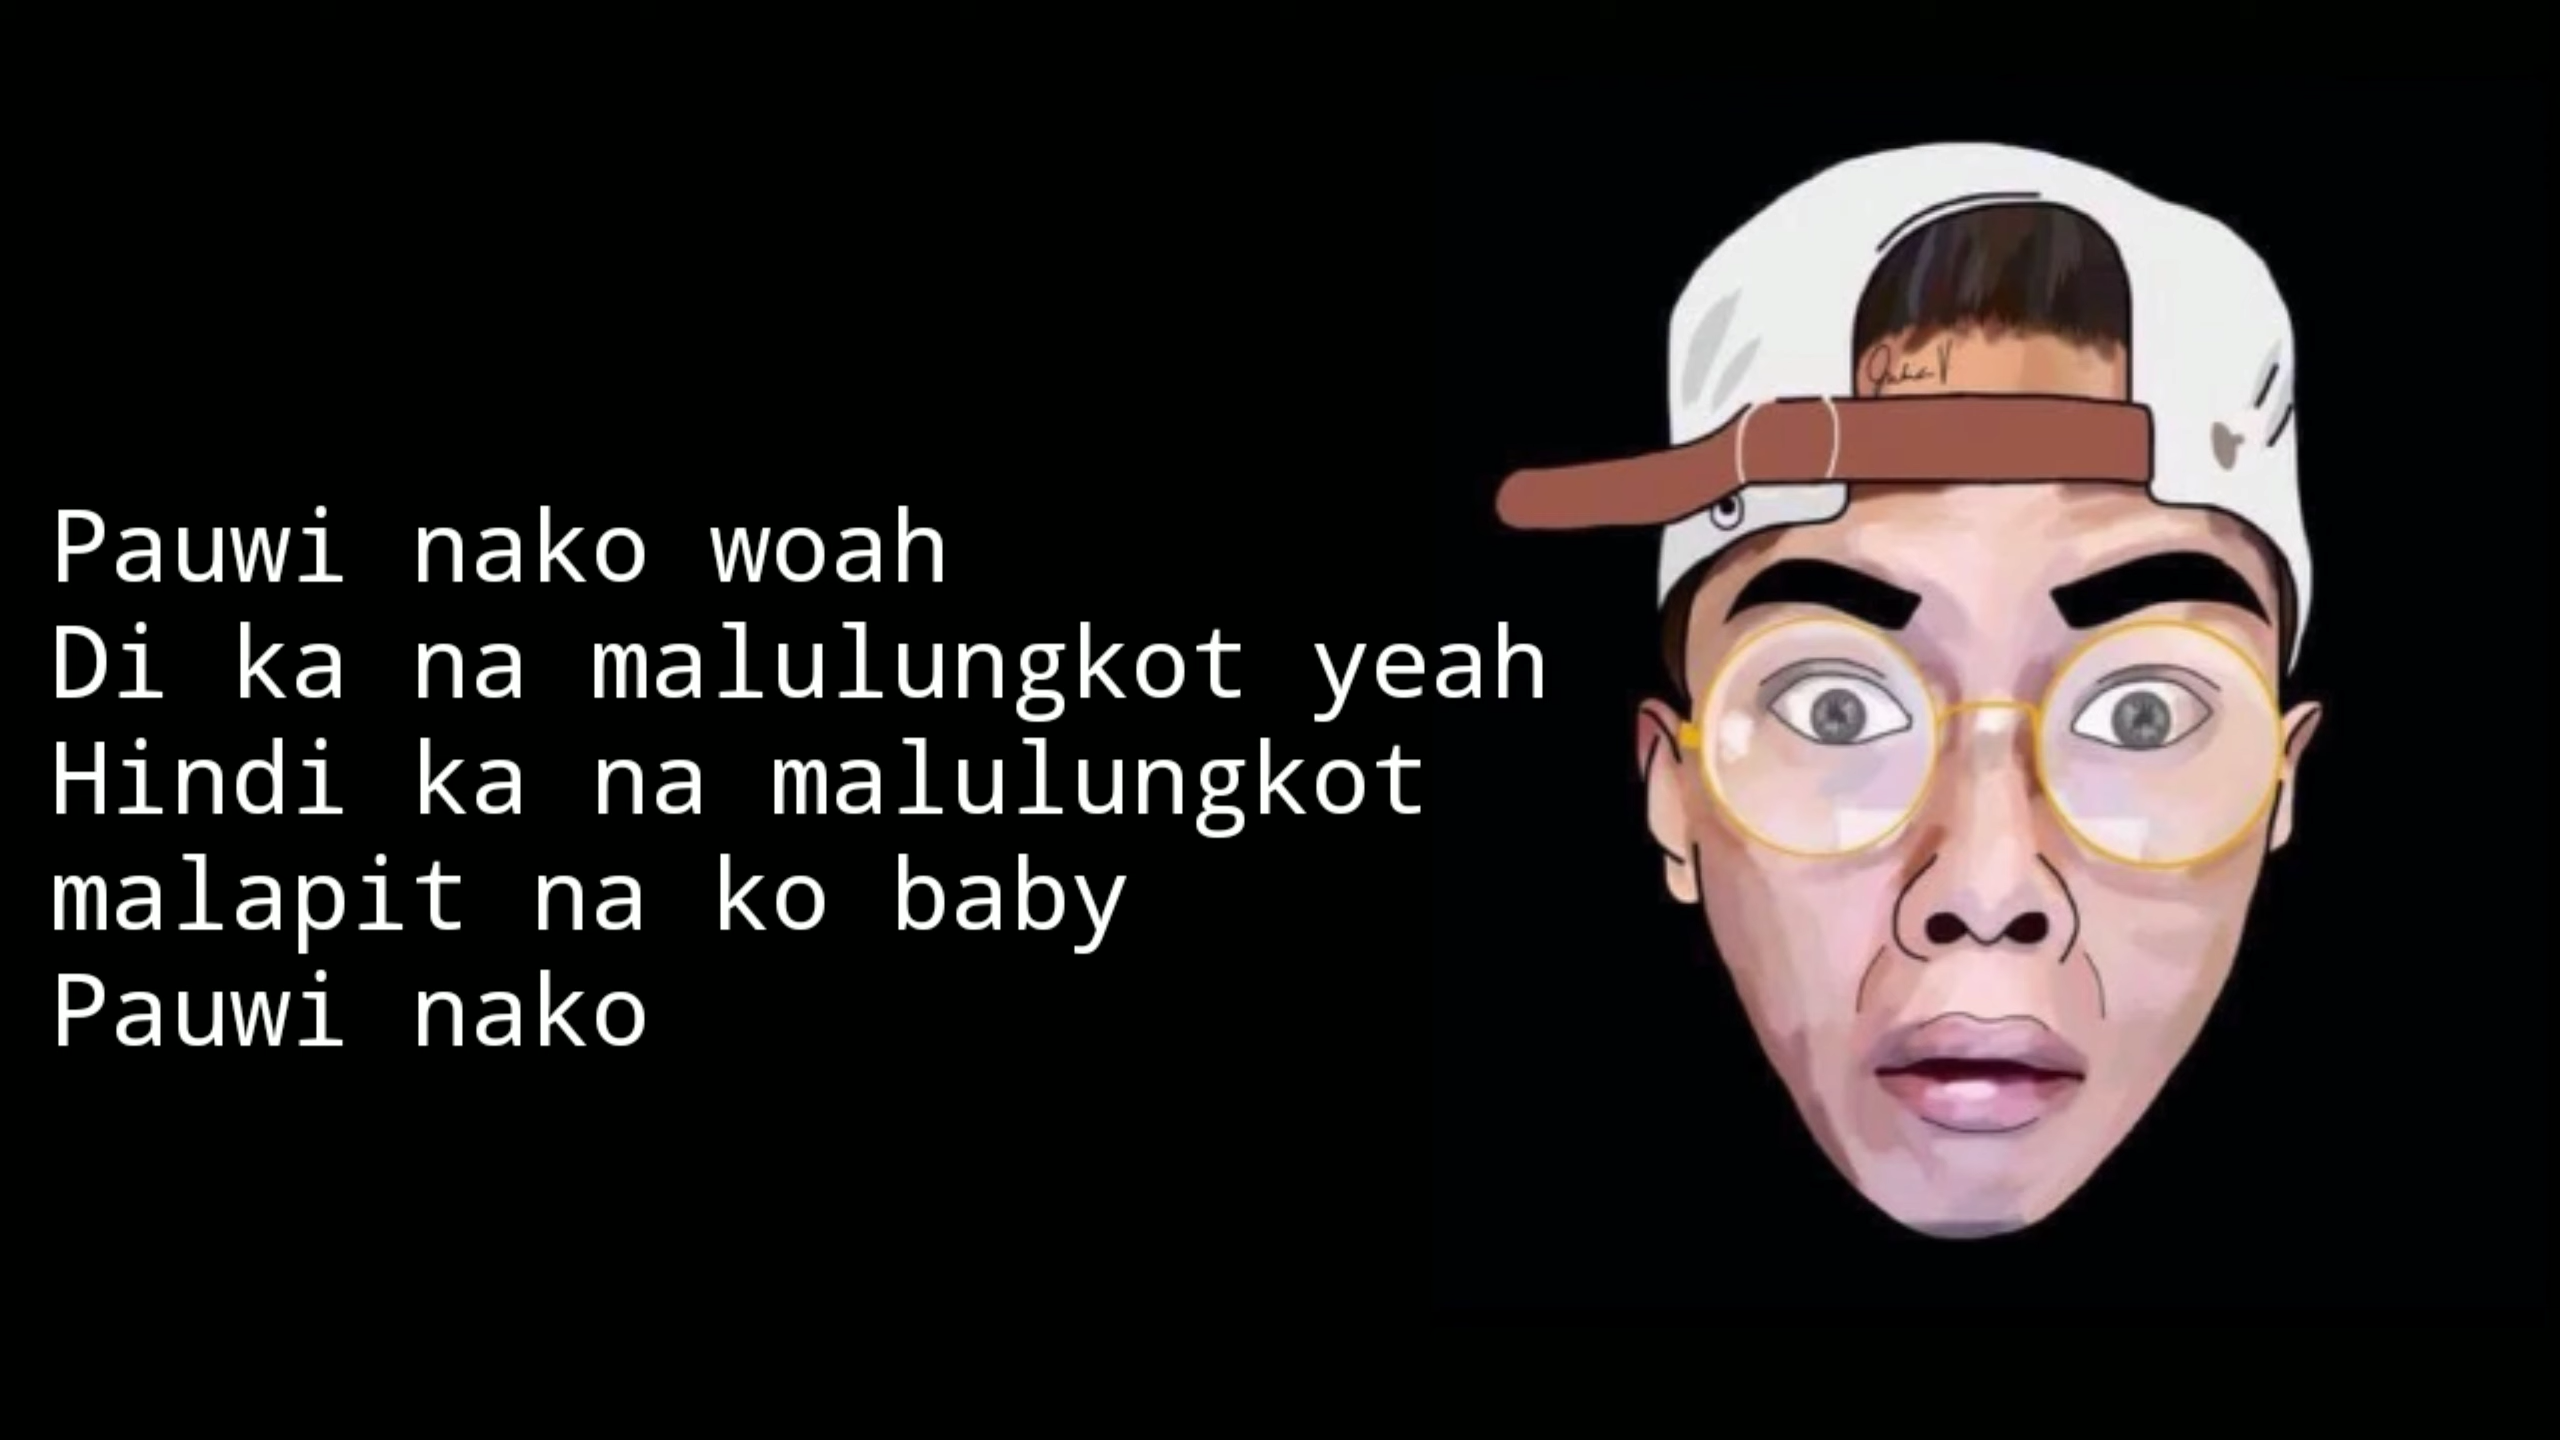 Pauwi nako woah
Di ka na malulungkot yeah
Hindi ka na malulungkot
malapit na ko baby
Pauwi nako